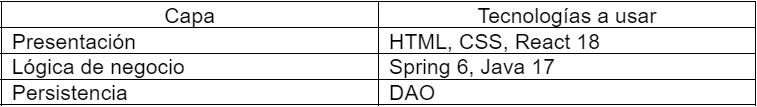 Capa Tecnologías a usar
Presentación HTML, CSS, React 18
Lógica de negocio Spring 6, Java 17
Persistencia DAO